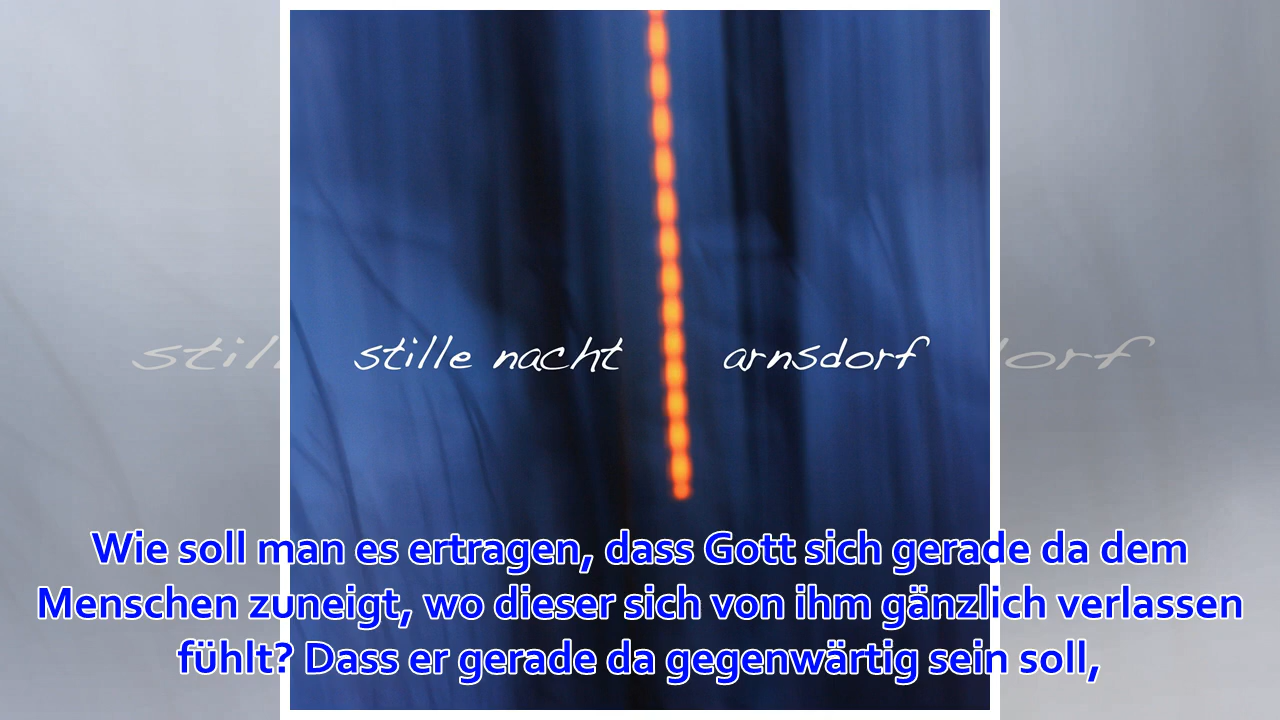 stille nacht arnsdorf
Wie soll man es ertragen, dass Gott sich gerade da dem
Menschen zuneigt, wo dieser sich von ihm gänzlich verlassen
fühlt? Dass er gerade da gegenwärtig sein soll,